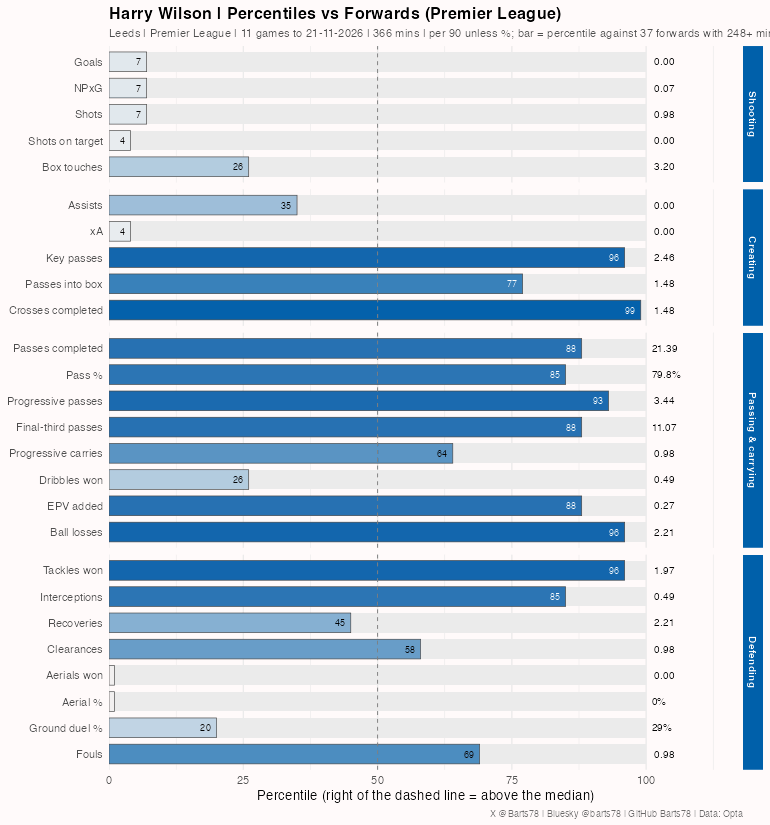 Harry Wilson | Percentiles vs Forwards (Premier League)
Leeds | Premier League | 11 games to 21-11-2026 | 366 mins | per 90 unless %; bar = percentile against 37 forwards with 248+
Goals 7 0.00
NPxG 7 0.07
Shots 7 0.98
Shots on target 4 0.00
Box touches 26 3.20
Shooting
Assists 35 0.00
xA 4 0.00
Key passes 96 2.46
Passes into box 77 1.48
Crosses completed 99 1.48
Creating
Passes completed 88 21.39
Pass % 85 79.8%
Progressive passes 93 3.44
Final-third passes 88 11.07
Progressive carries 64 0.98
Dribbles won 26 0.49
EPV added 88 0.27
Ball losses 96 2.21
Passing & carrying
Tackles won 96 1.97
Interceptions 85 0.49
Recoveries 45 2.21
Clearances 58 0.98
Aerials won 0.00
Aerial % 0%
Ground duel % 20 29%
Fouls 69 0.98
Defending
0 25 50 75 100
Percentile (right of the dashed line = above the median)
X @Barts78 | Bluesky @barts78 | GitHub Barts78 | Data: Opta